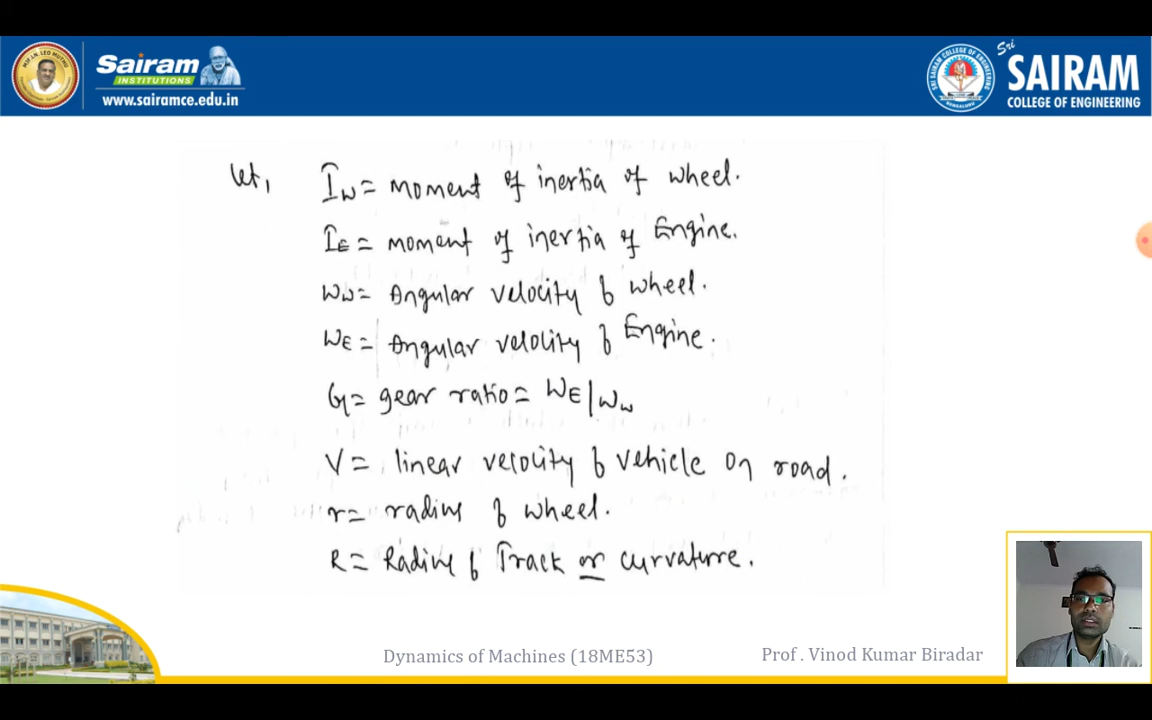 Sairam
INSTITUTIONS
www.sairamce.edu.in
Sri
SAIRAM
COLLEGE OF ENGINEERING
let,
Iw = moment of inertia of wheel.
IE = moment of inertia of Engine.
ωw = Angular velocity of wheel.
ωE = Angular velocity of Engine.
G = gear ratio = ωE/ωw
V = linear velocity of vehicle on road.
r = radius of wheel.
R = Radius of Track or curvature.
Dynamics of Machines (18ME53)
Prof . Vinod Kumar Biradar